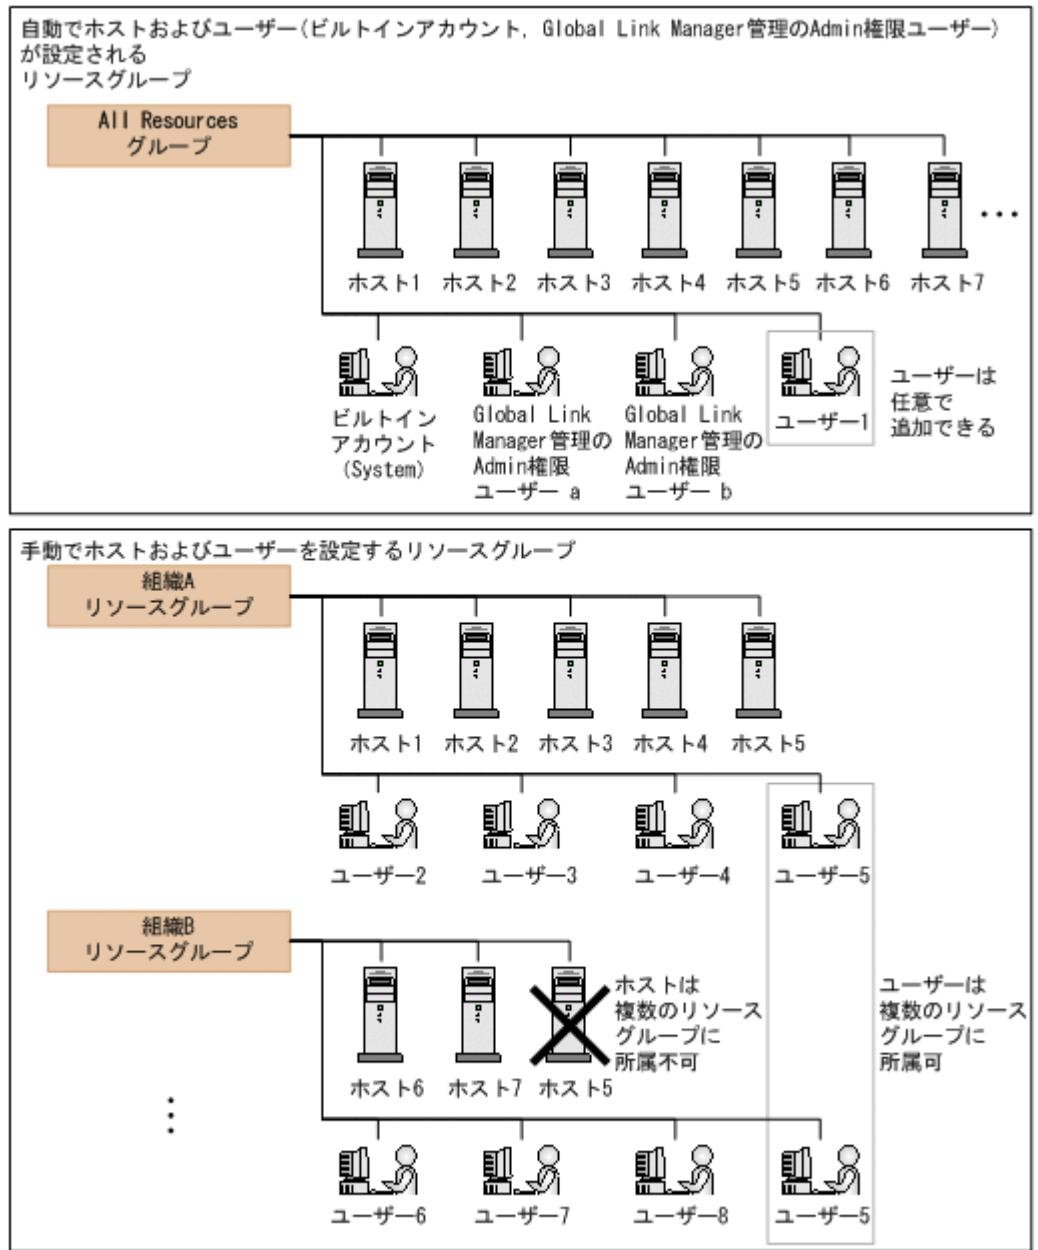 自動でホストおよびユーザー(ビルトインアカウント, Global Link Manager管理のAdmin権限ユーザー)
が設定される
リソースグループ
All Resources
グループ
ホスト1
ホスト2
ホスト3
ホスト4
ホスト5
ホスト6
ホスト7
…
ビルトイン
アカウント
(System)
Global Link
Manager管理の
Admin権限
ユーザー a
Global Link
Manager管理の
Admin権限
ユーザー b
ユーザー1
ユーザーは
任意で
追加できる
手動でホストおよびユーザーを設定するリソースグループ
組織A
リソースグループ
ホスト1
ホスト2
ホスト3
ホスト4
ホスト5
ユーザー2
ユーザー3
ユーザー4
ユーザー5
組織B
リソースグループ
ホスト6
ホスト7
ホスト5
ホストは
複数のリソース
グループに
所属不可
ユーザーは
複数のリソース
グループに
所属可
⋮
ユーザー6
ユーザー7
ユーザー8
ユーザー5